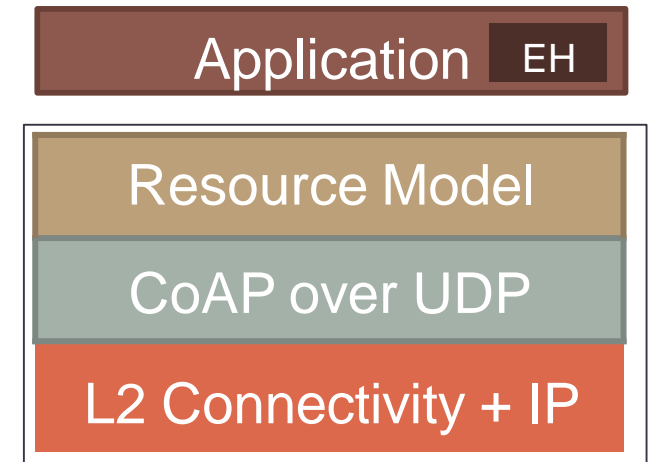 Application EH
Resource Model
CoAP over UDP
L2 Connectivity + IP